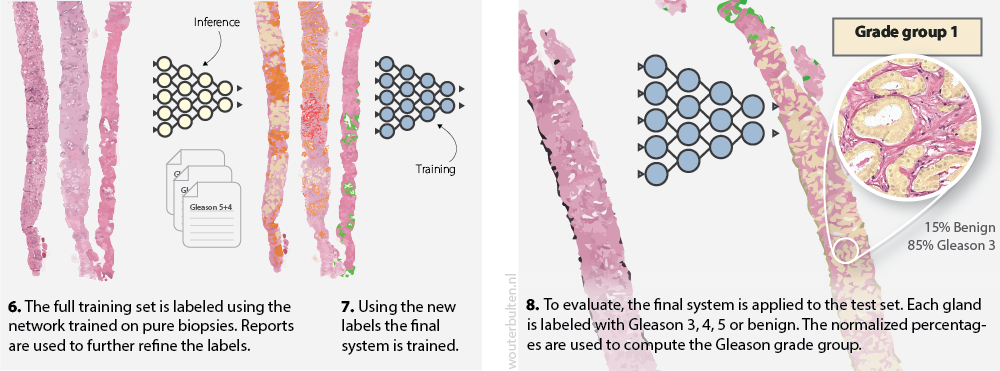 Inference
G
G
Gleason 5+4
Training
6. The full training set is labeled using the
network trained on pure biopsies. Reports
are used to further refine the labels.
7. Using the new
labels the final
system is trained.
Grade group 1
15% Benign
85% Gleason 3
wouterbulten.nl
8. To evaluate, the final system is applied to the test set. Each gland
is labeled with Gleason 3, 4, 5 or benign. The normalized percentag-
es are used to compute the Gleason grade group.